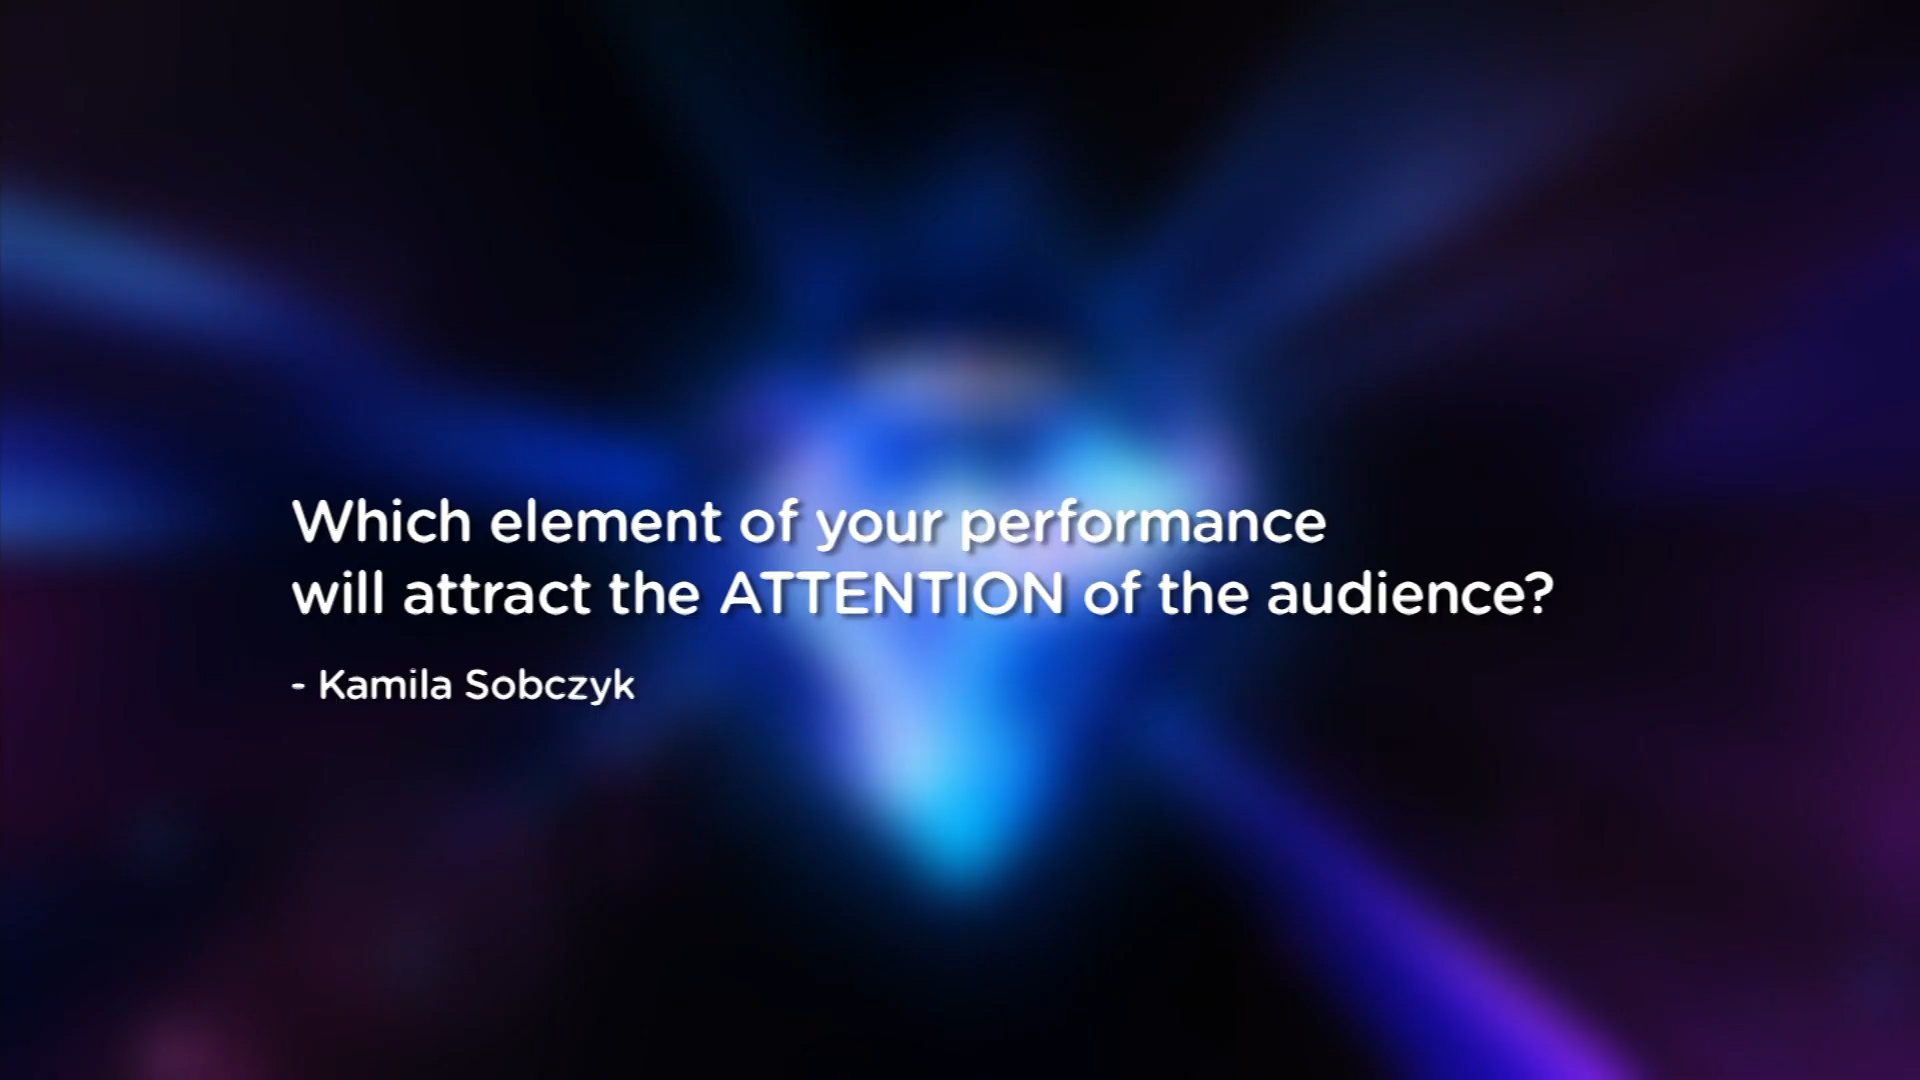 Which element of your performance
will attract the ATTENTION of the audience?
- Kamila Sobczyk